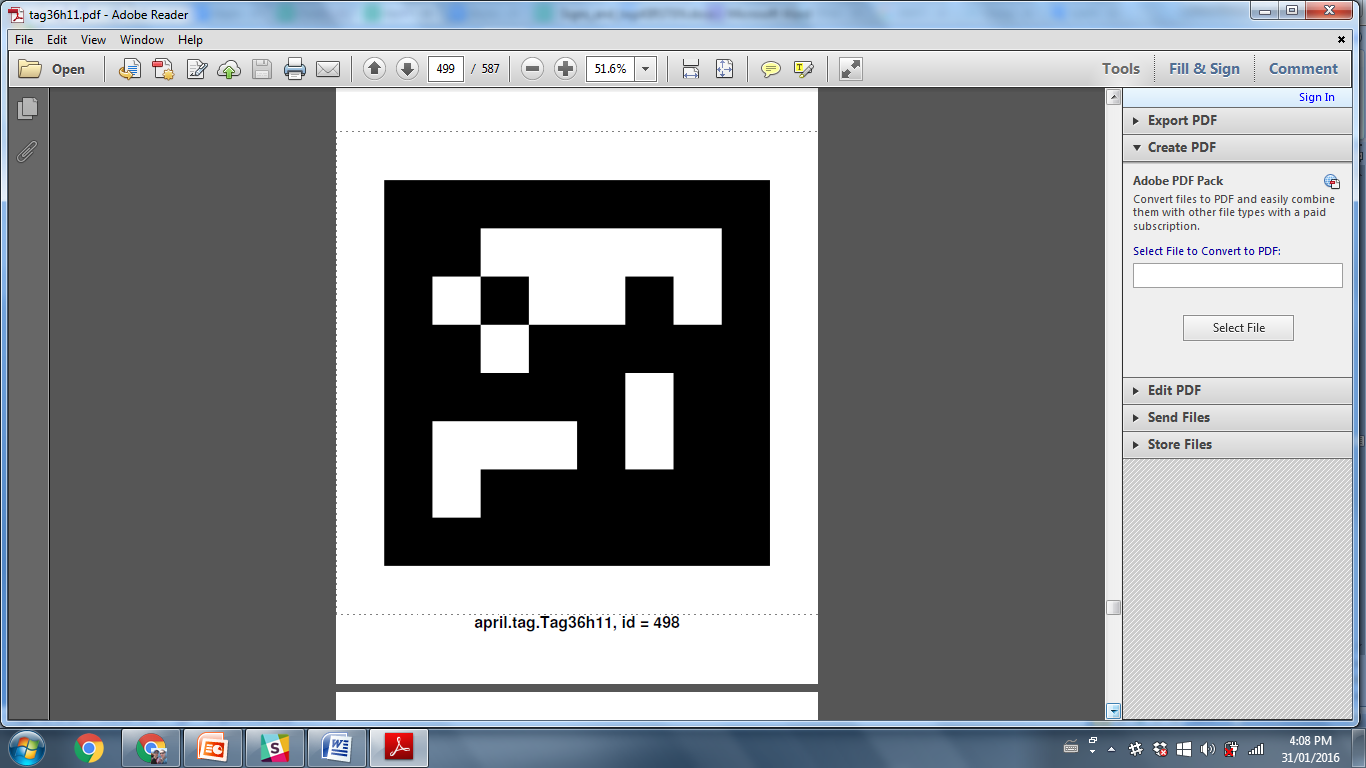 tag36h11.pdf - Adobe Reader
File Edit View Window Help
Open 499 / 587 51.6% Tools Fill & Sign Comment
Sign In
Export PDF
Create PDF
Adobe PDF Pack
Convert files to PDF and easily combine
them with other file types with a paid
subscription.
Select File to Convert to PDF:
Select File
Edit PDF
Send Files
Store Files
april.tag.Tag36h11, id = 498
4:08 PM
31/01/2016